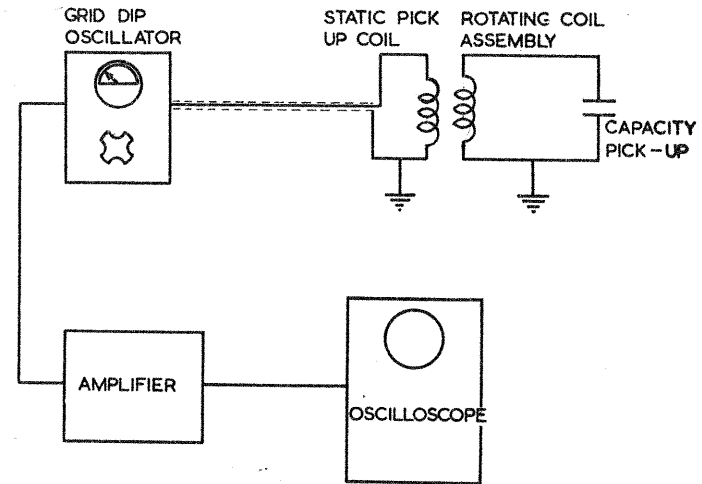 GRID DIP
OSCILLATOR
STATIC PICK
UP COIL
ROTATING COIL
ASSEMBLY
CAPACITY
PICK-UP
AMPLIFIER
OSCILLOSCOPE